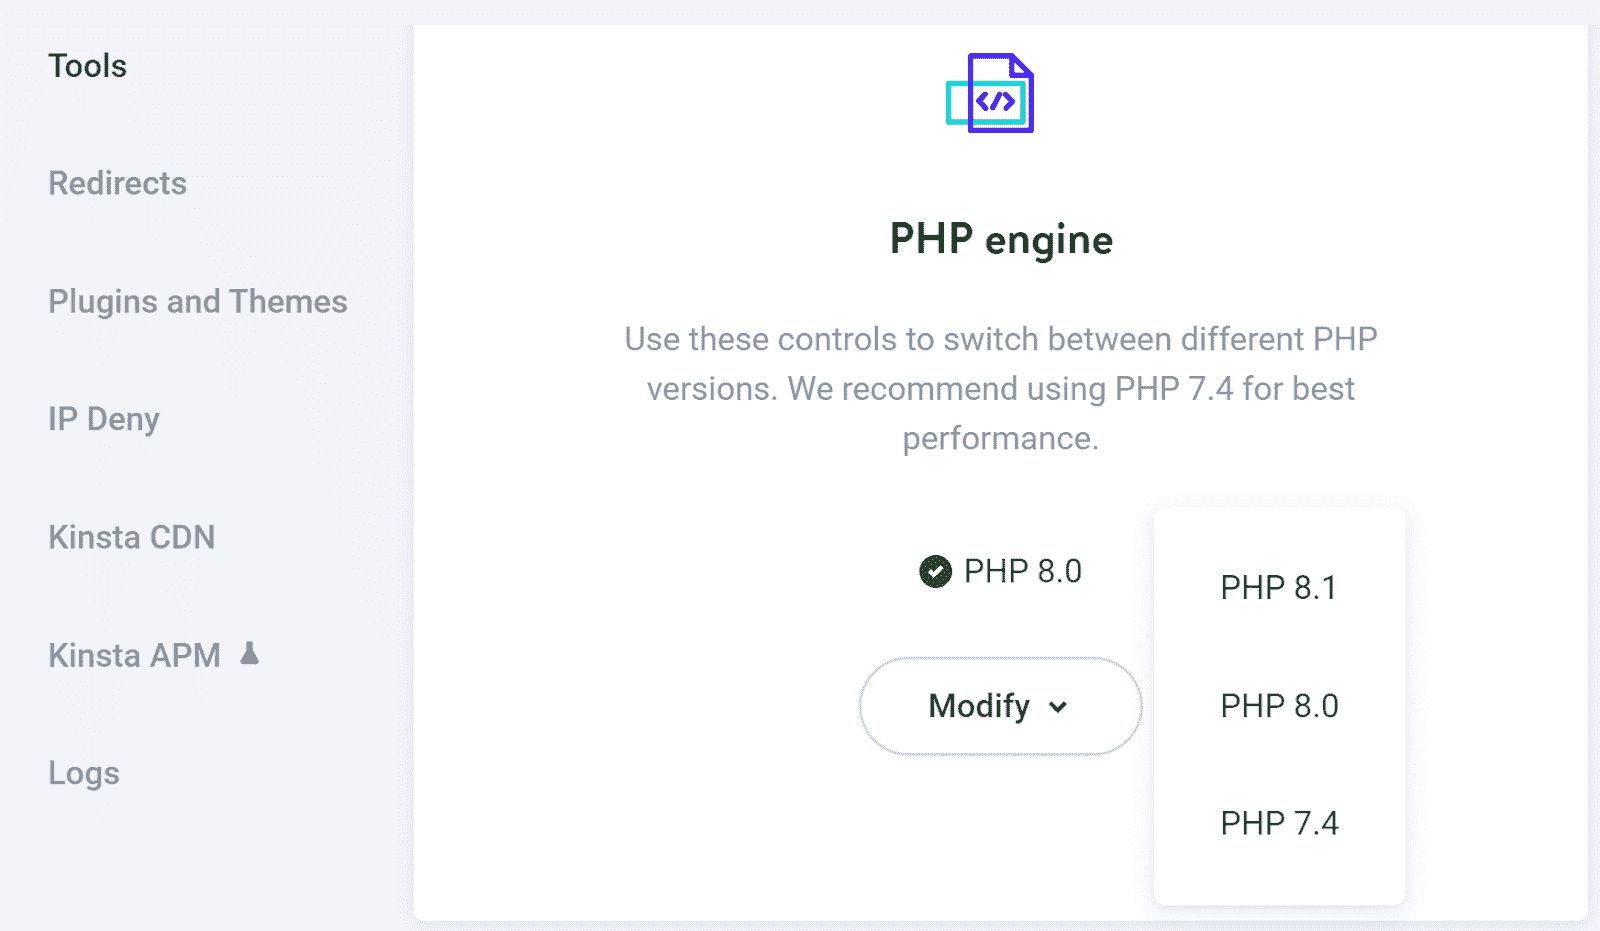 Tools
Redirects
Plugins and Themes
IP Deny
Kinsta CDN
Kinsta APM
Logs
</>
PHP engine
Use these controls to switch between different PHP
versions. We recommend using PHP 7.4 for best
performance.
PHP 8.0
Modify
PHP 8.1
PHP 8.0
PHP 7.4